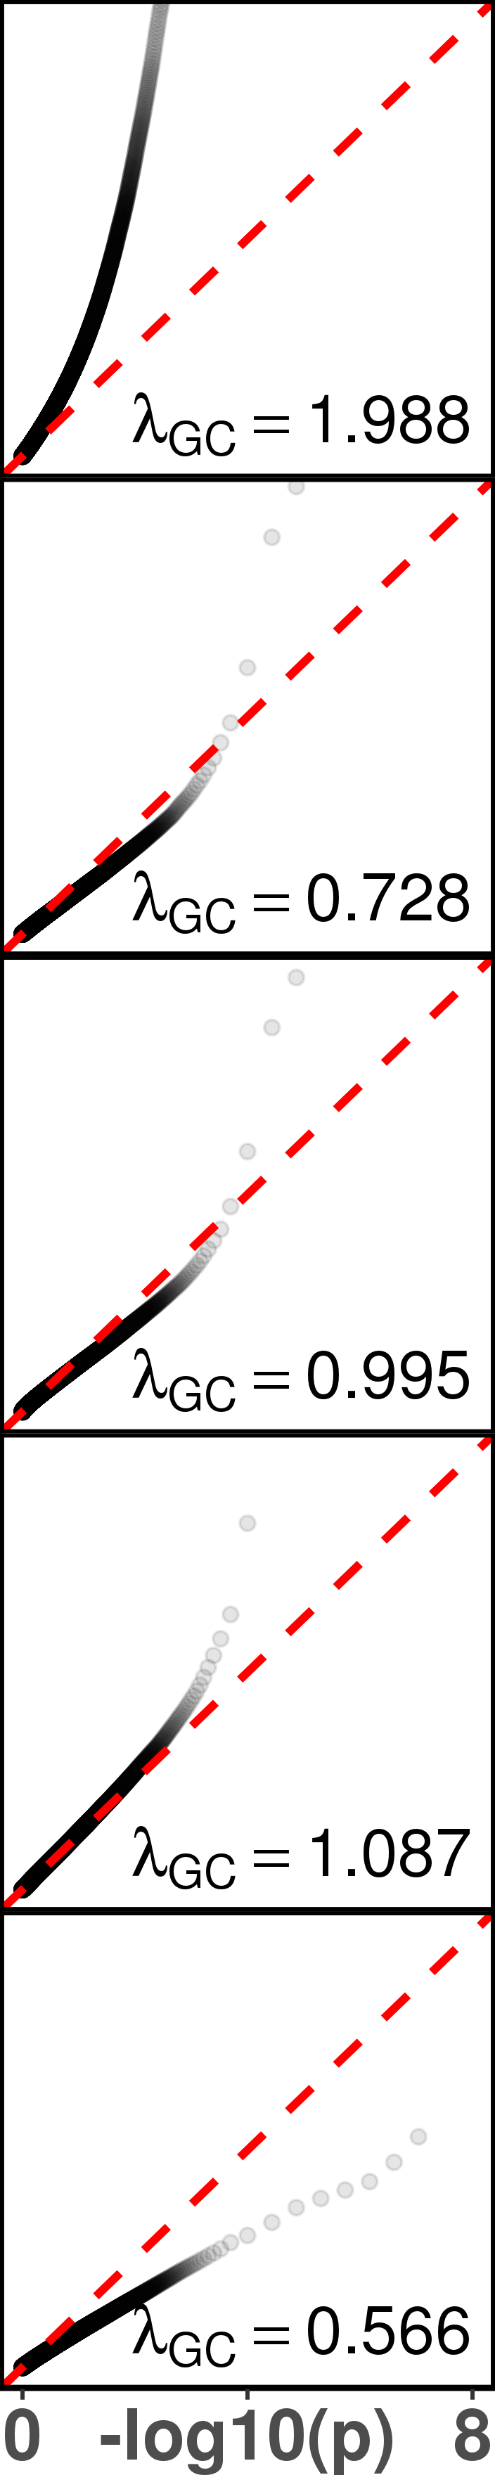 λGC = 1.988
λGC = 0.728
λGC = 0.995
λGC = 1.087
λGC = 0.566
0 -log10(p) 8